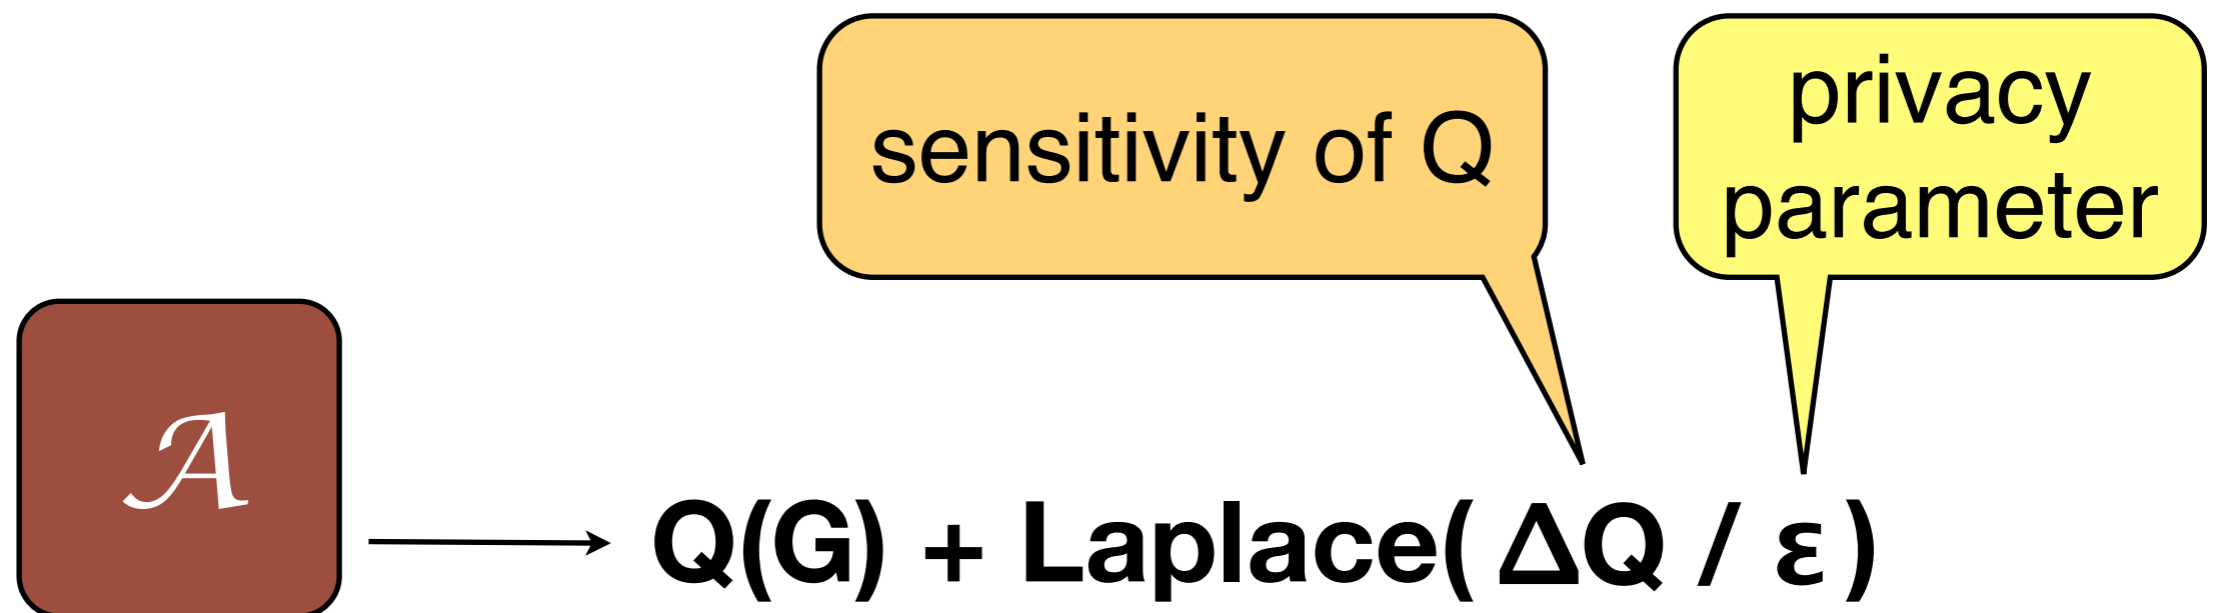 sensitivity of Q
privacy
parameter
𝒜
Q(G) + Laplace( ΔQ / ε )